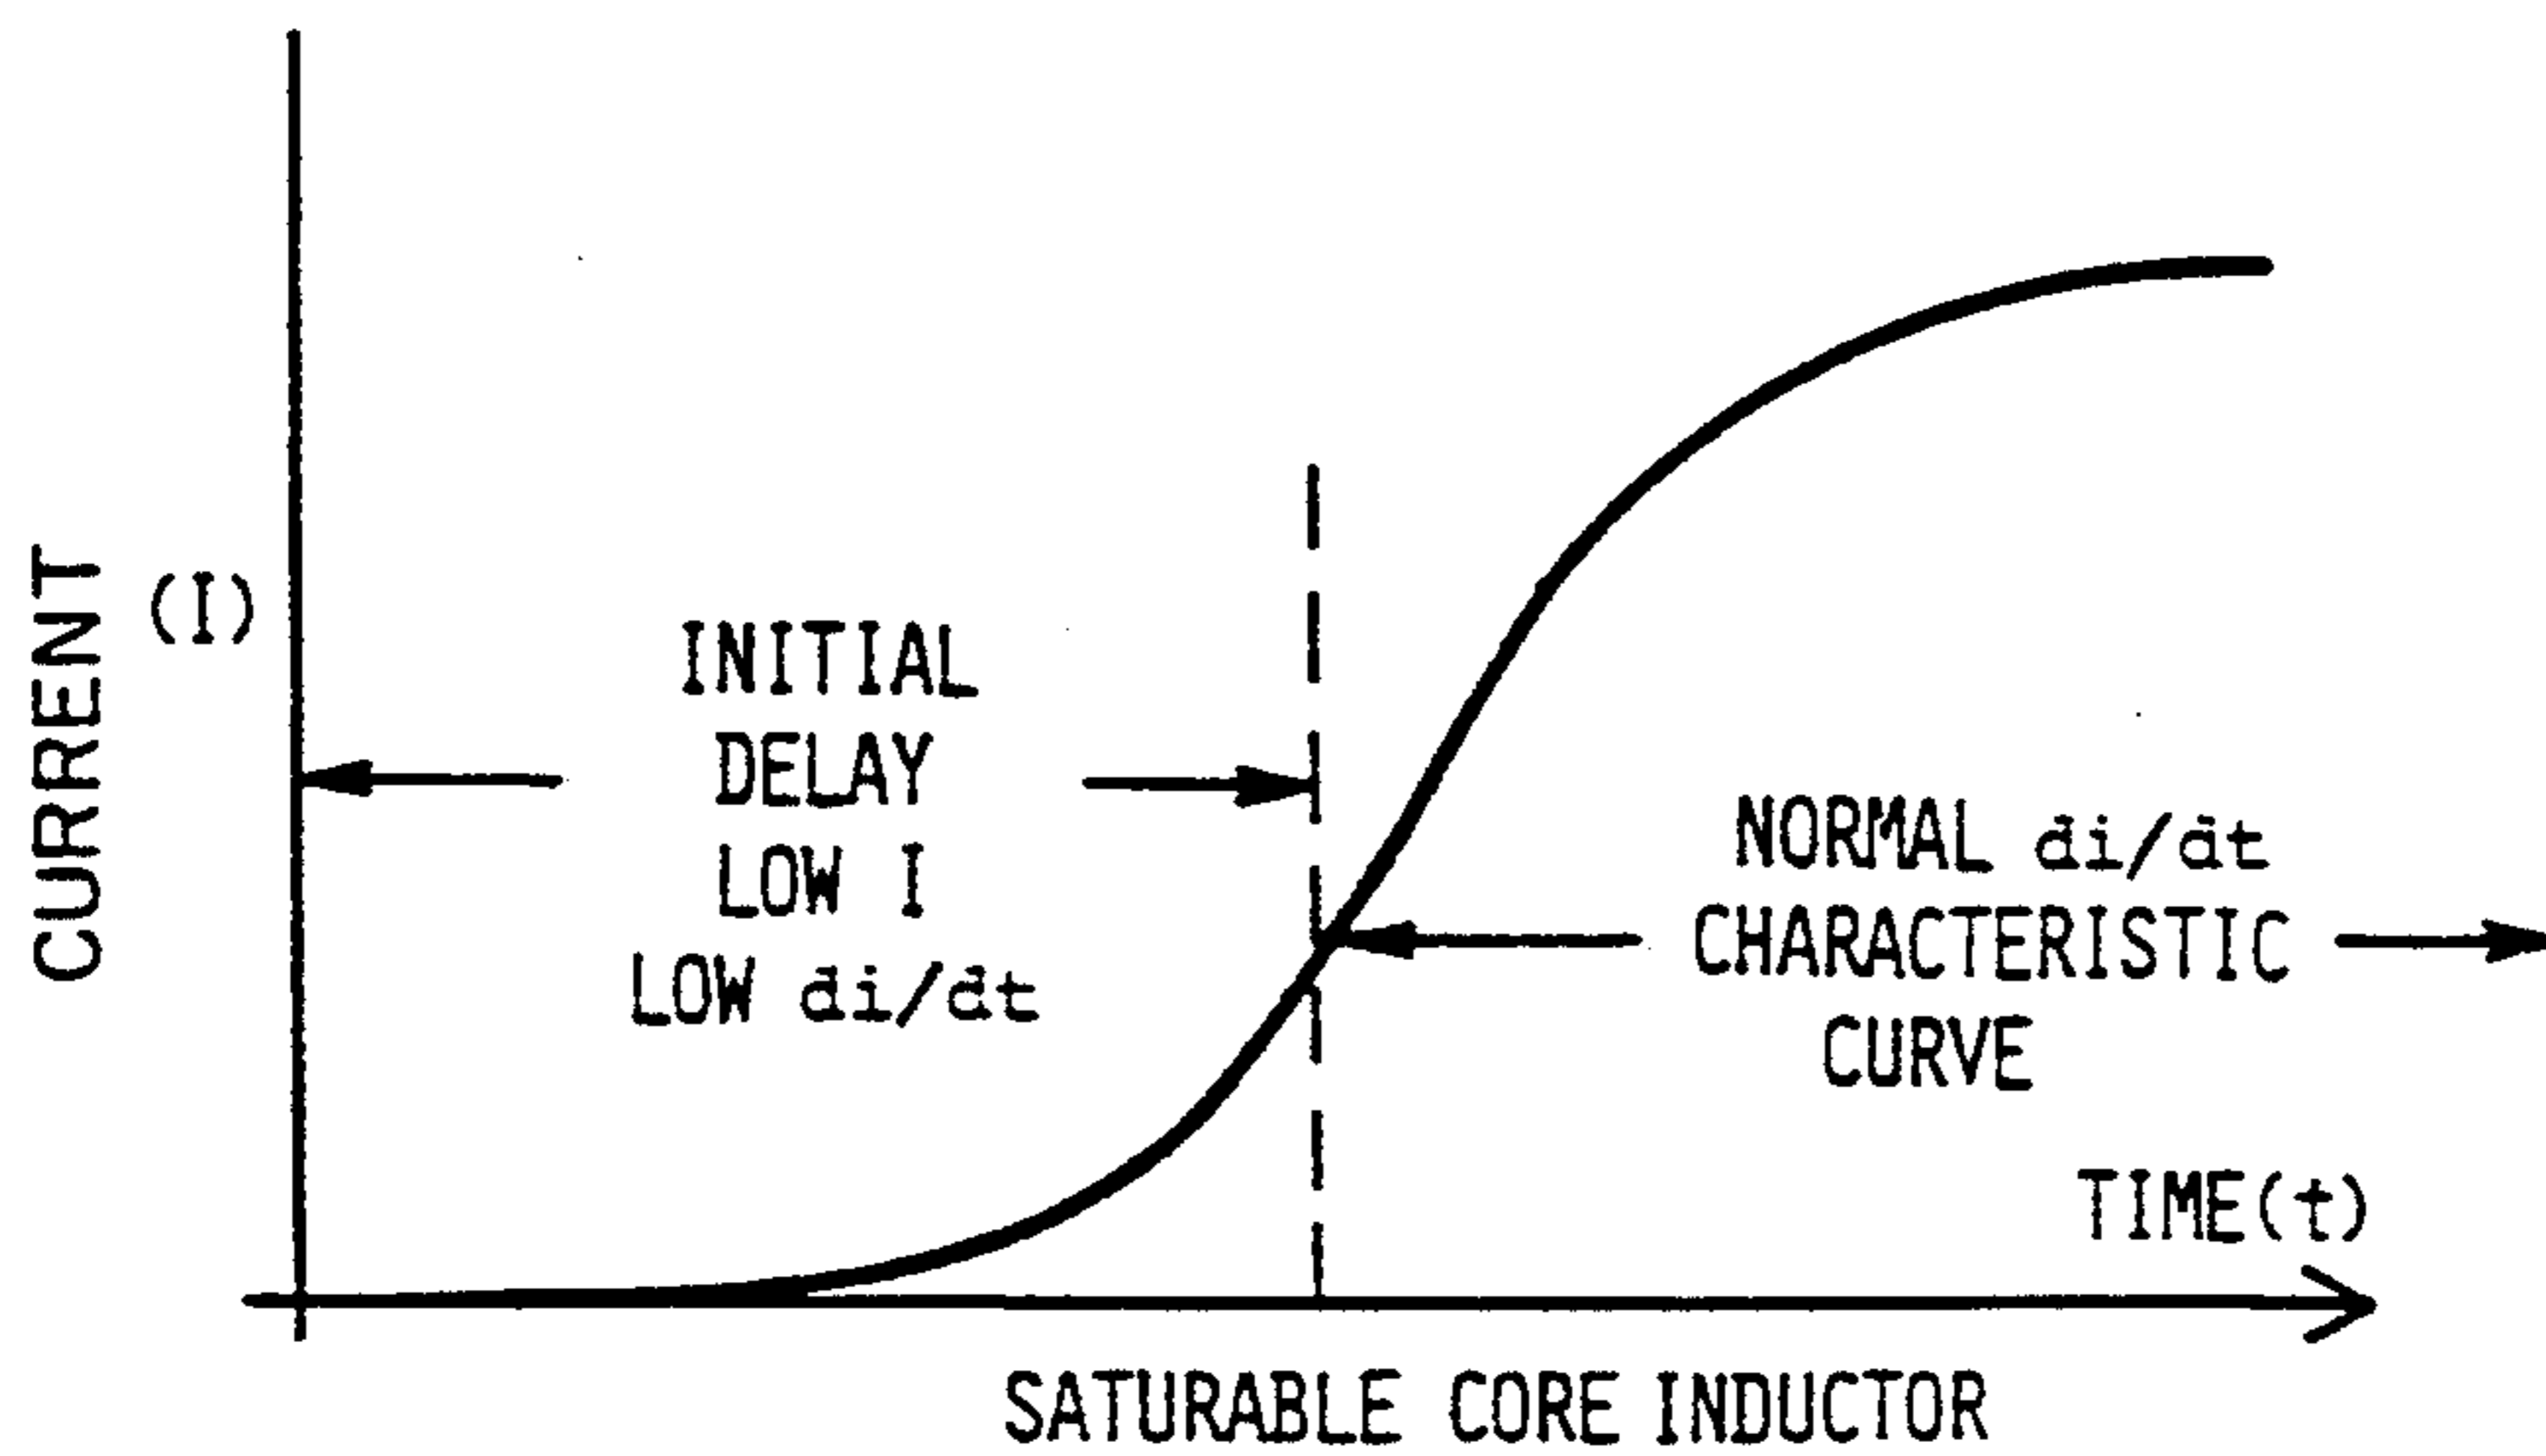 CURRENT
(I)
INITIAL
DELAY
LOW I
LOW di/dt
NORMAL di/dt
CHARACTERISTIC
CURVE
TIME(t)
SATURABLE CORE INDUCTOR